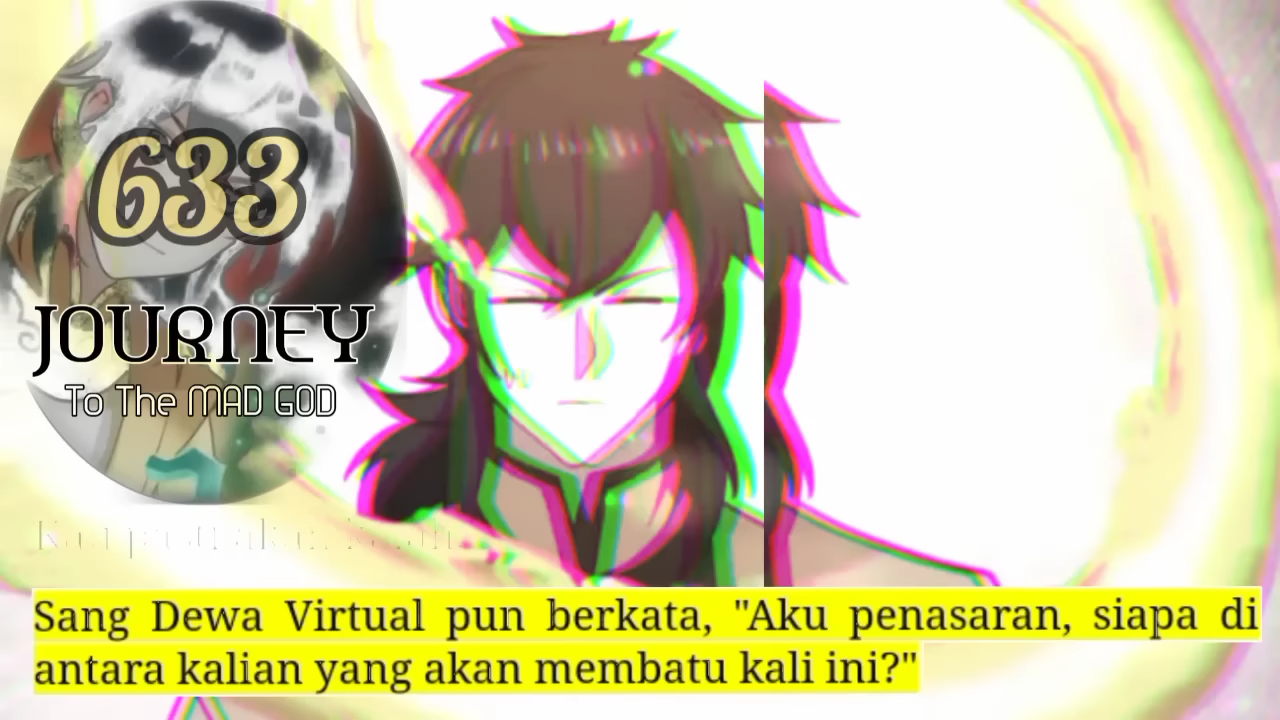 633
JOURNEY
To The MAD GOD
Sang Dewa Virtual pun berkata, "Aku penasaran, siapa di
antara kalian yang akan membatu kali ini?"